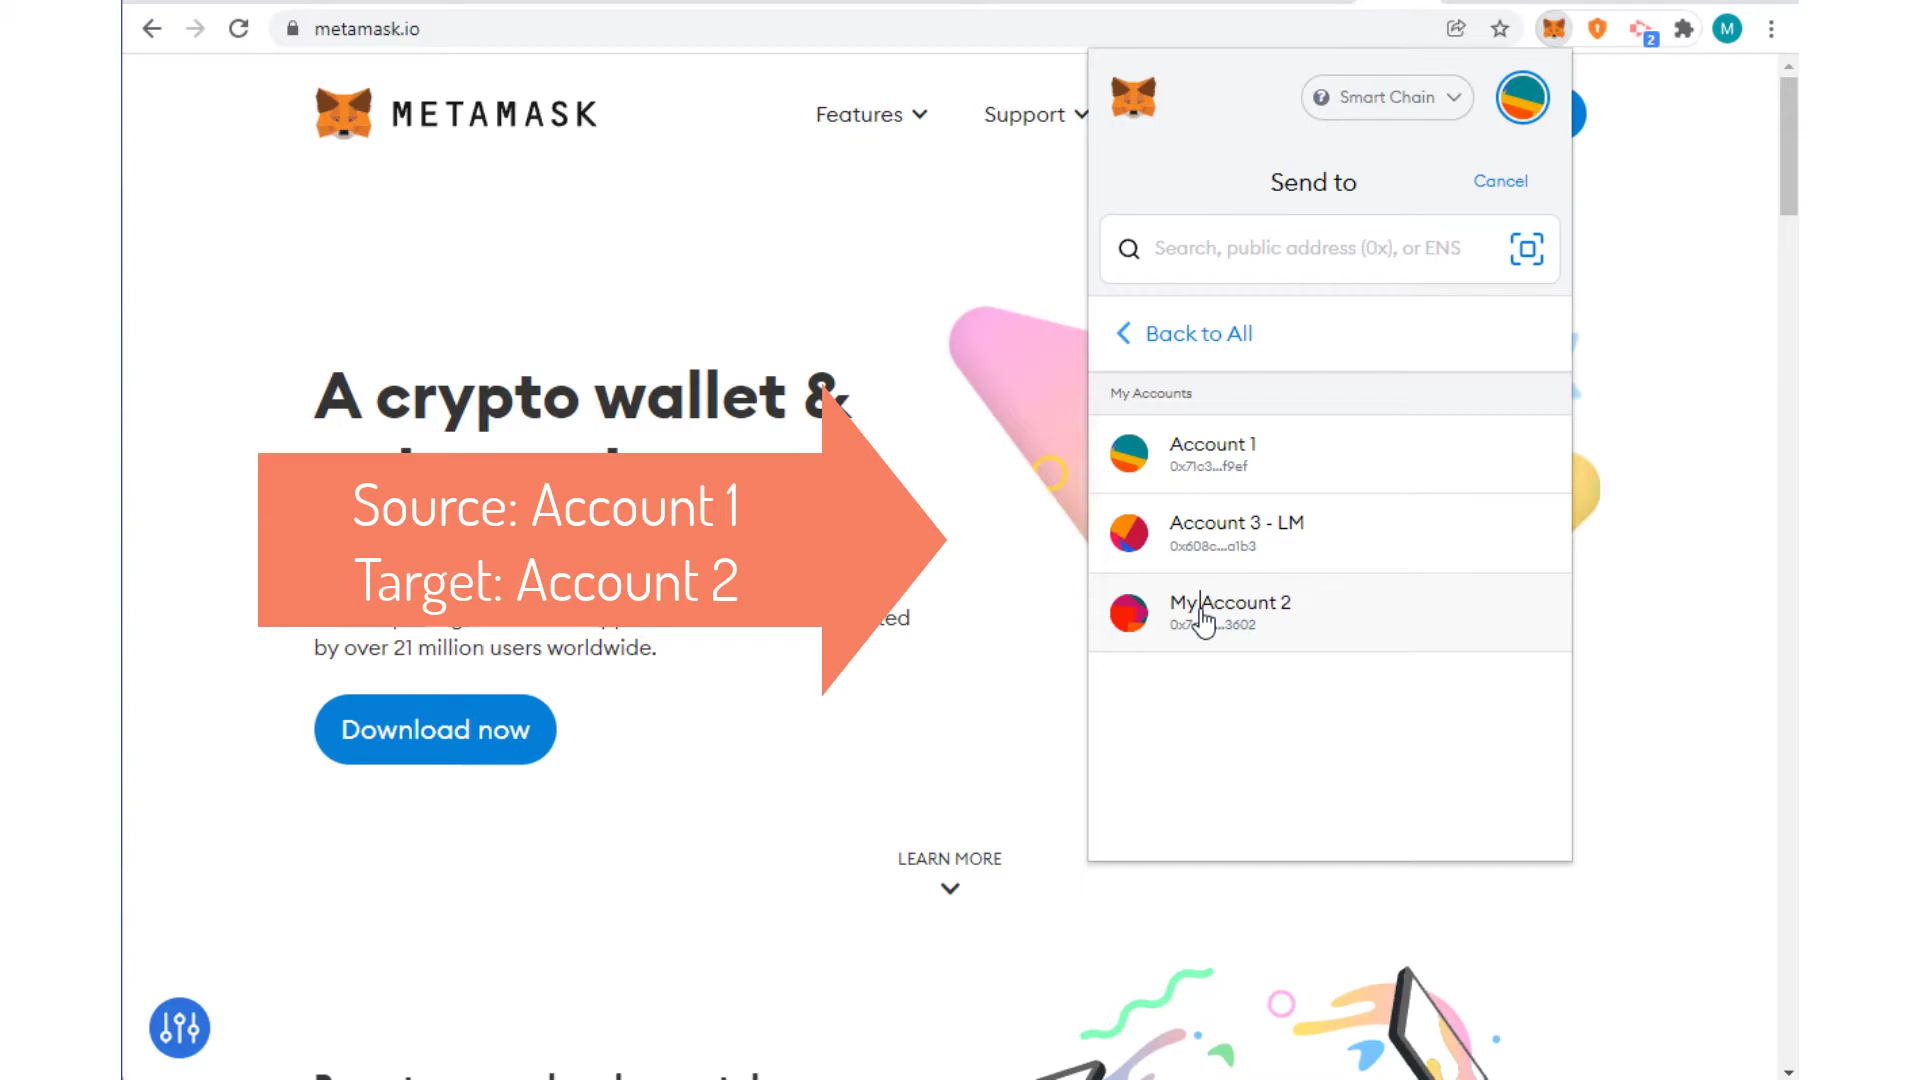 metamask.io
2
M
METAMASK
Features
Support
Smart Chain
Send to
Cancel
Search, public address (0x), or ENS
Back to All
My Accounts
Account 1
0x71c3...f9ef
Account 3 - LM
0x608c...a1b3
My Account 2
...3602
A crypto wallet &
Source: Account 1
Target: Account 2
by over 21 million users worldwide.
Download now
LEARN MORE